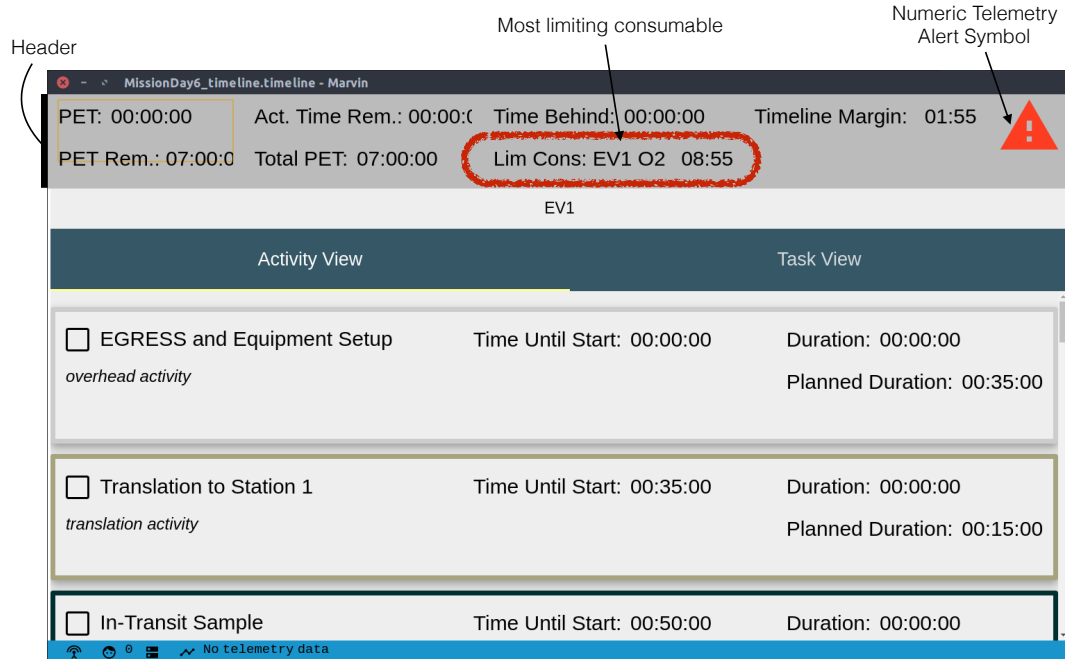 Most limiting consumable
Numeric Telemetry
Alert Symbol
Header
MissionDay6_timeline.timeline - Marvin
PET: 00:00:00 Act. Time Rem.: 00:00:0 Time Behind: 00:00:00 Timeline Margin: 01:55
PET Rem.: 07:00:0 Total PET: 07:00:00 Lim Cons: EV1 O2 08:55
EV1
Activity View Task View
EGRESS and Equipment Setup Time Until Start: 00:00:00 Duration: 00:00:00
overhead activity Planned Duration: 00:35:00
Translation to Station 1 Time Until Start: 00:35:00 Duration: 00:00:00
translation activity Planned Duration: 00:15:00
In-Transit Sample Time Until Start: 00:50:00 Duration: 00:00:00
0 No telemetry data